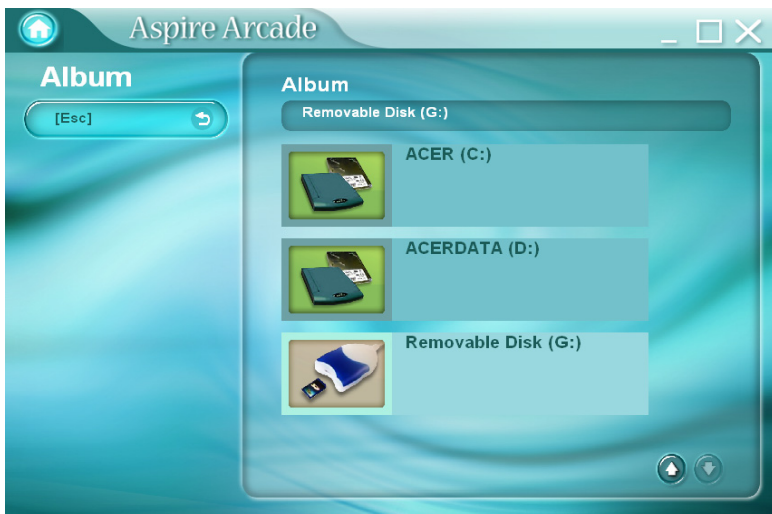 Aspire Arcade
Album
[Esc]
Album
Removable Disk (G:)
ACER (C:)
ACERDATA (D:)
Removable Disk (G:)